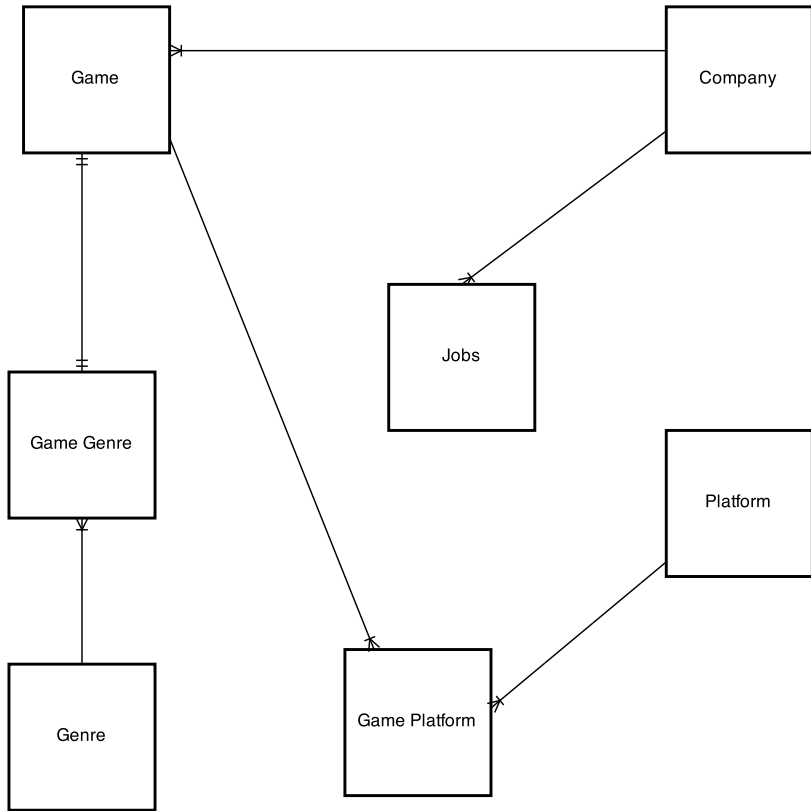 Game
Company
Jobs
Game Genre
Platform
Game Platform
Genre